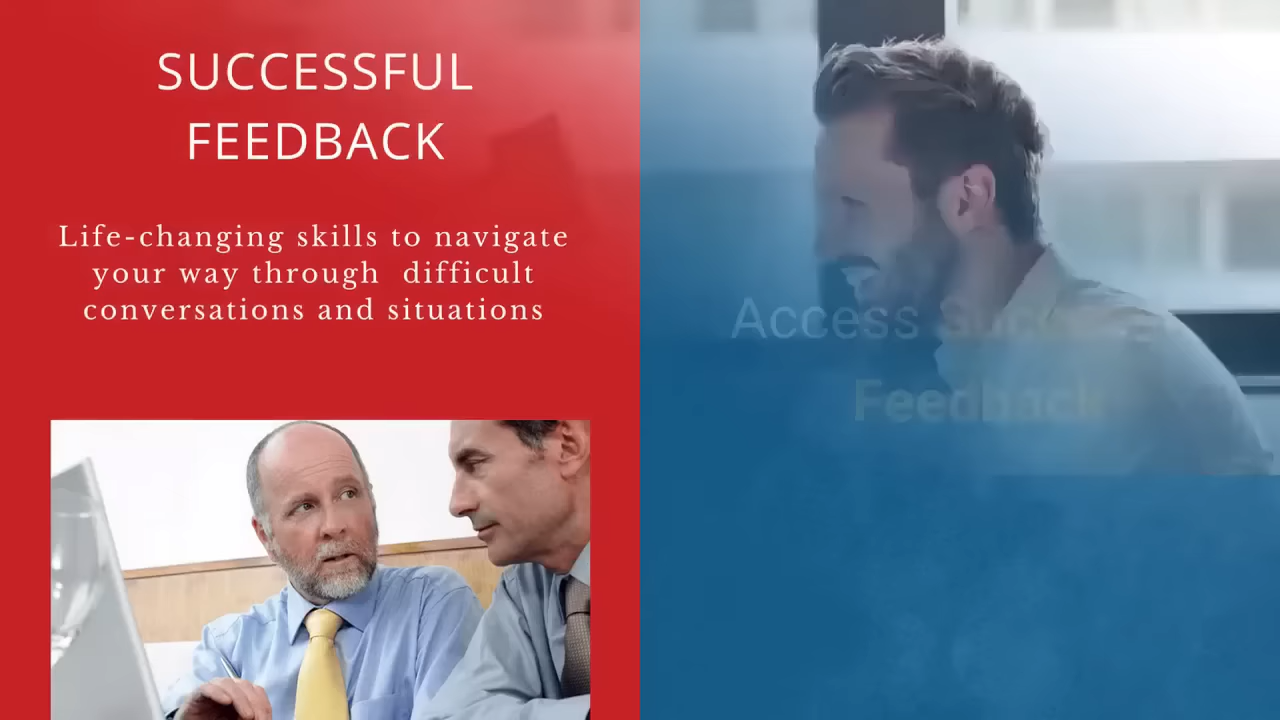 SUCCESSFUL
FEEDBACK
Life-changing skills to navigate
your way through difficult
conversations and situations
Access
Feedback